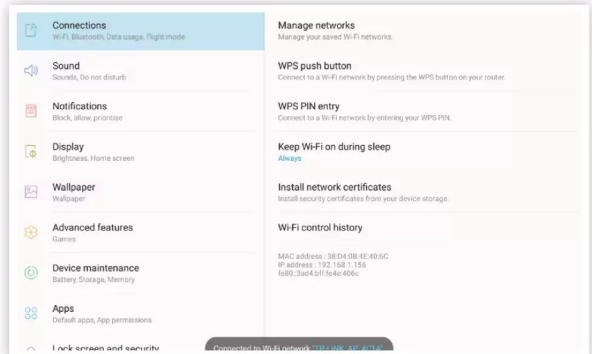 Connections
Wi-Fi, Bluetooth, Data usage, Flight mode
Sound
Sounds, Do not disturb
Notifications
Block, allow, prioritise
Display
Brightness, Home screen
Wallpaper
Wallpaper
Advanced features
Games
Device maintenance
Battery, Storage, Memory
Apps
Default apps, App permissions
Lock screen and security
Manage networks
Manage your saved Wi-Fi networks.
WPS push button
Connect to a Wi-Fi network by pressing the WPS button on your router.
WPS PIN entry
Connect to a Wi-Fi network by entering your WPS PIN.
Keep Wi-Fi on during sleep
Always
Install network certificates
Install security certificates from your device storage.
Wi-Fi control history
MAC address : 38:D4:0B:4E:40:6C
IP address : 192.168.1.156
fe80::3ad4:bff:fe4e:406c
Connected to Wi-Fi network